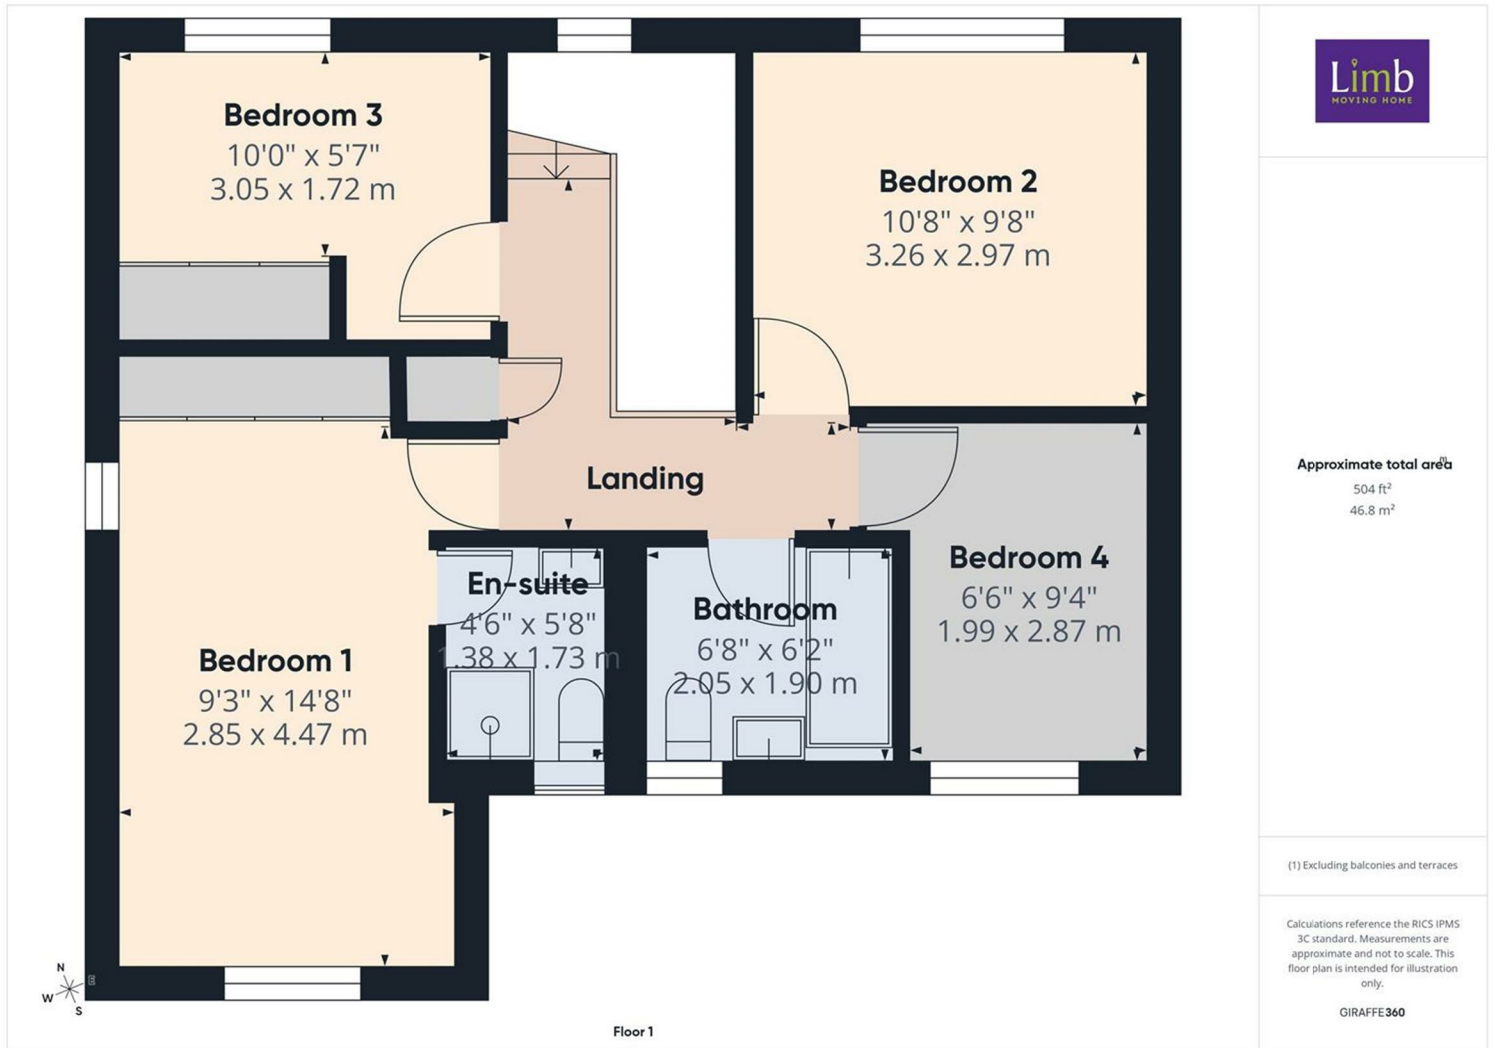 Bedroom 3
10'0" x 5'7"
3.05 x 1.72 m
Bedroom 2
10'8" x 9'8"
3.26 x 2.97 m
Landing
En-suite
4'6" x 5'8"
1.38 x 1.73 m
Bathroom
6'8" x 6'2"
2.05 x 1.90 m
Bedroom 4
6'6" x 9'4"
1.99 x 2.87 m
Bedroom 1
9'3" x 14'8"
2.85 x 4.47 m
N
W
S
Floor 1
Limb
MOVING HOME
Approximate total area(1)
504 ft²
46.8 m²
(1) Excluding balconies and terraces
Calculations reference the RICS IPMS
3C standard. Measurements are
approximate and not to scale. This
floor plan is intended for illustration
only.
GIRAFFE360